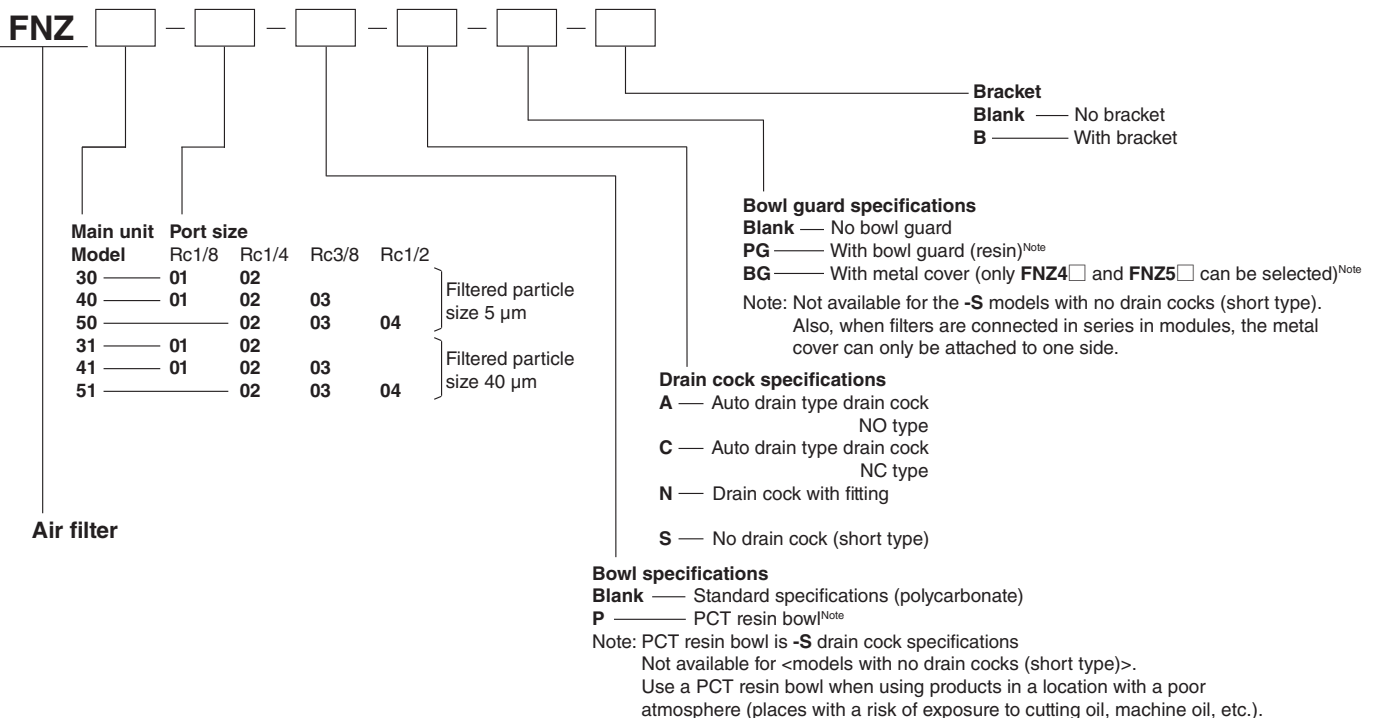 FNZ □ – □ – □ – □ – □ – □
Bracket
Blank — No bracket
B — With bracket
Bowl guard specifications
Blank — No bowl guard
PG — With bowl guard (resin)Note
BG — With metal cover (only FNZ4□ and FNZ5□ can be selected)Note
Note: Not available for the -S models with no drain cocks (short type).
Also, when filters are connected in series in modules, the metal
cover can only be attached to one side.
Main unit Port size
Model Rc1/8 Rc1/4 Rc3/8 Rc1/2
30 — 01 02
40 — 01 02 03
50 — 02 03 04
Filtered particle
size 5 µm
31 — 01 02
41 — 01 02 03
51 — 02 03 04
Filtered particle
size 40 µm
Drain cock specifications
A — Auto drain type drain cock
NO type
C — Auto drain type drain cock
NC type
N — Drain cock with fitting
S — No drain cock (short type)
Air filter
Bowl specifications
Blank — Standard specifications (polycarbonate)
P — PCT resin bowlNote
Note: PCT resin bowl is -S drain cock specifications
Not available for <models with no drain cocks (short type)>.
Use a PCT resin bowl when using products in a location with a poor
atmosphere (places with a risk of exposure to cutting oil, machine oil, etc.).